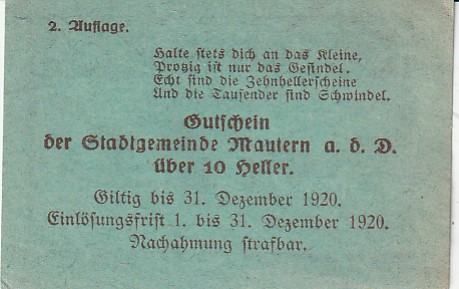 2. Auflage.
Halte stets dich an das Kleine,
Protzig ist nur das Gesindel.
Echt sind die Zehnhellerscheine
Und die Tausender sind Schwindel.
Gutschein
der Stadtgemeinde Mautern a. d. D.
über 10 Heller.
Giltig bis 31. Dezember 1920.
Einlösungsfrist 1. bis 31. Dezember 1920.
Nachahmung strafbar.